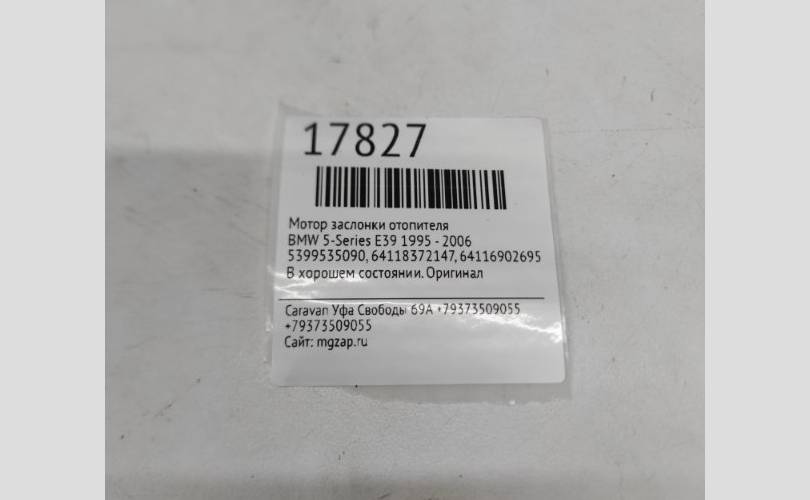 17827
Мотор заслонки отопителя
BMW 5-Series E39 1995 - 2006
5399535090, 64118372147, 64116902695
В хорошем состоянии. Оригинал
Caravan Уфа Свободы 69А +79373509055
+79373509055
Сайт: mgzap.ru